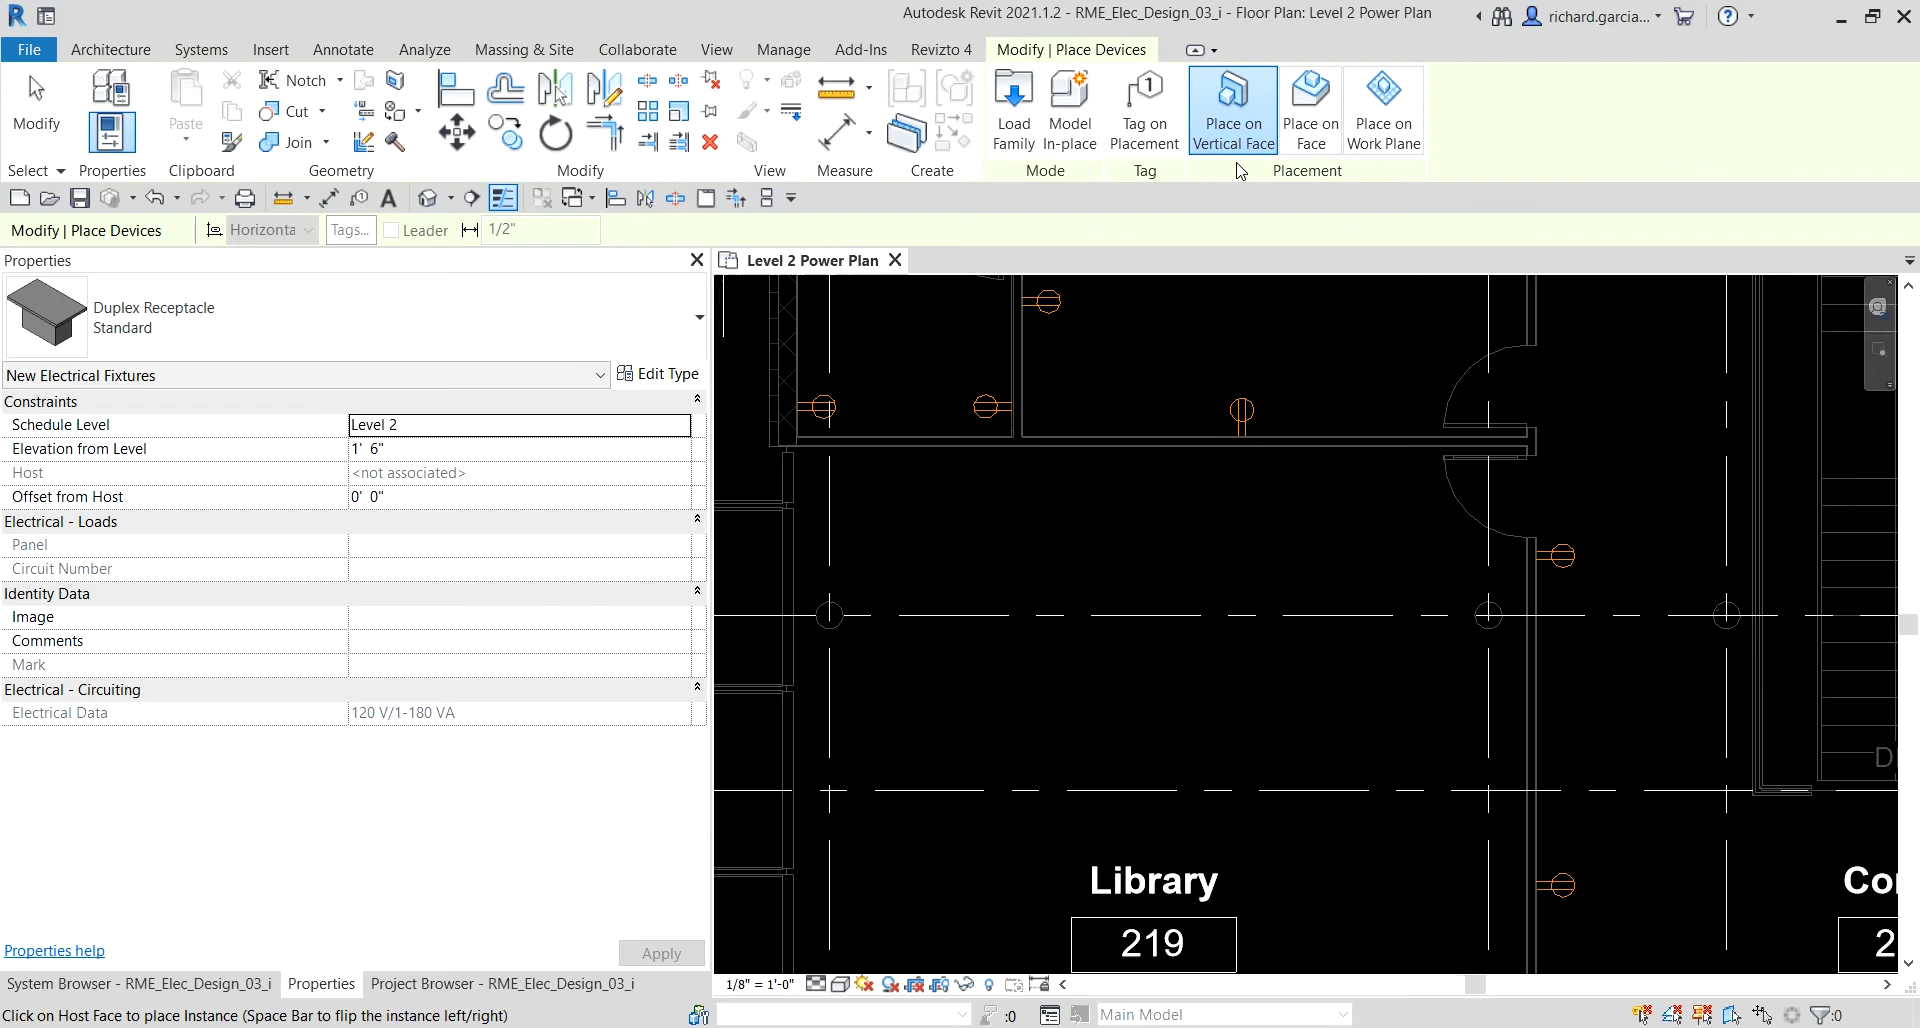 Autodesk Revit 2021.1.2 - RME_Elec_Design_03_i - Floor Plan: Level 2 Power Plan
richard.garcia...
File Architecture Systems Insert Annotate Analyze Massing & Site Collaborate View Manage Add-Ins Revizto 4 Modify | Place Devices
Modify
Paste
Notch
Cut
Join
Load Family
Model In-place
Tag on Placement
Place on Vertical Face
Place on Face
Place on Work Plane
Select Properties Clipboard Geometry Modify View Measure Create Mode Tag Placement
Modify | Place Devices Horizonta Tags... Leader 1/2"
Properties
Level 2 Power Plan
Duplex Receptacle
Standard
New Electrical Fixtures Edit Type
Constraints
Schedule Level Level 2
Elevation from Level 1' 6"
Host <not associated>
Offset from Host 0' 0"
Electrical - Loads
Panel
Circuit Number
Identity Data
Image
Comments
Mark
Electrical - Circuiting
Electrical Data 120 V/1-180 VA
Library
219
2
Properties help Apply
System Browser - RME_Elec_Design_03_i Properties Project Browser - RME_Elec_Design_03_i
1/8" = 1'-0"
Click on Host Face to place Instance (Space Bar to flip the instance left/right) :0 Main Model :0